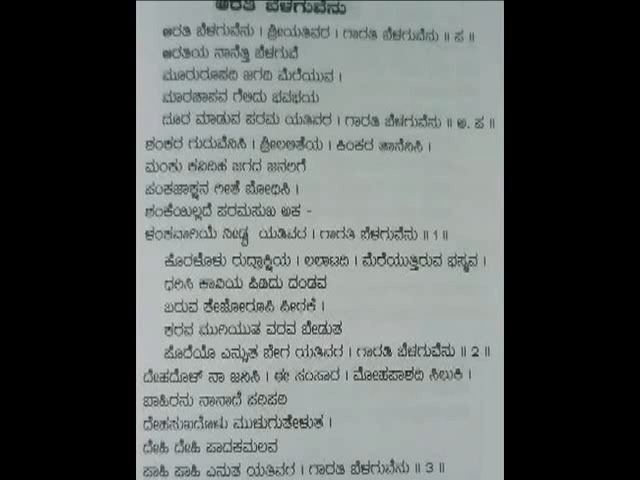 ಆರತಿ ಬೆಳಗುವೆನು
ಆರತಿ ಬೆಳಗುವೆನು । ಶ್ರೀಯತಿವರ । ಗಾರತಿ ಬೆಳಗುವೆನು ॥ ಪ ॥
ಆರತಿಯ ನಾನೆತ್ತಿ ಬೆಳಗುವೆ
ಮೂರುರೂಪದಿ ಜಗದಿ ಮೆರೆಯುವ ।
ಮಾರಚಾಪವ ಗೆಲಿದು ಭವಭಯ
ದೂರ ಮಾಡುವ ಪರಮ ಯತಿವರ । ಗಾರತಿ ಬೆಳಗುವೆನು ॥ ಅ. ಪ ॥
ಶಂಕರ ಗುರುವೆನಿಸಿ । ಶ್ರೀಲಲಿತೆಯ । ಕಿಂಕರ ತಾನೆನಿಸಿ ।
ಮಂಕು ಕವಿದಿಹ ಜಗದ ಜನರಿಗೆ
ಪಂಕಜಾಕ್ಷನ ಗೀತೆ ಬೋಧಿಸಿ ।
ಶಂಕೆಯಿಲ್ಲದೆ ಪರಮಸುಖ ಅಕ -
ಳಂಕವಾಗಿಯೆ ನೀಡ್ವ ಯತಿವರ । ಗಾರತಿ ಬೆಳಗುವೆನು ॥ 1 ॥
ಕೊರಳೊಳು ರುದ್ರಾಕ್ಷಿಯ । ಲಲಾಟದಿ । ಮೆರೆಯುತ್ತಿರುವ ಭಸ್ಮವ ।
ಧರಿಸಿ ಕಾವಿಯ ಪಿಡಿದು ದಂಡವ
ಬರುವ ತೇಜೋರೂಪಿ ಪೀಠಕೆ ।
ಶರವ ಮುಗಿಯುತ ವರವ ಬೇಡುತ
ಪೊರೆಯೊ ಎನ್ನುತ ಬೇಗ ಯತಿವರ । ಗಾರತಿ ಬೆಳಗುವೆನು ॥ 2 ॥
ದೇಹದೊಳ್ ನಾ ಜನಿಸಿ । ಈ ಸಂಸಾರ । ಮೋಹಪಾಶದಿ ಸಿಲುಕಿ ।
ಬಾಹಿರನು ನಾನಾದೆ ಪರಿಪರಿ
ದೇಹಸುಖದೊಳು ಮುಳುಗುತೇಳುತ ।
ದೇಹಿ ದೇಹಿ ಪಾದಕಮಲವ
ಪಾಹಿ ಪಾಹಿ ಎನುತ ಯತಿವರ । ಗಾರತಿ ಬೆಳಗುವೆನು ॥ 3 ॥